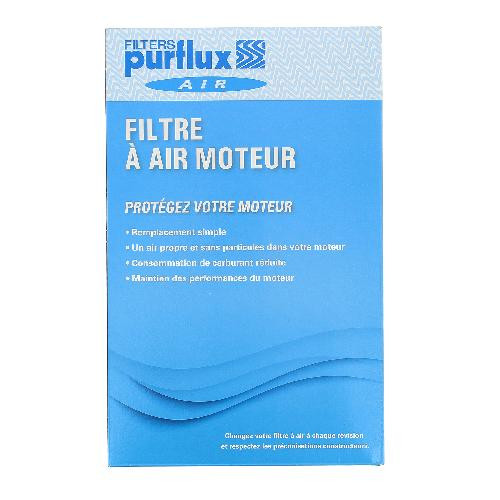 FILTERS
purflux
AIR
FILTRE
À AIR MOTEUR
PROTÉGEZ VOTRE MOTEUR
• Remplacement simple
• Un air propre et sans particules dans votre moteur
• Consommation de carburant réduite
• Maintien des performances du moteur
Changez votre filtre à air à chaque révision
et respectez les préconisations constructeurs.